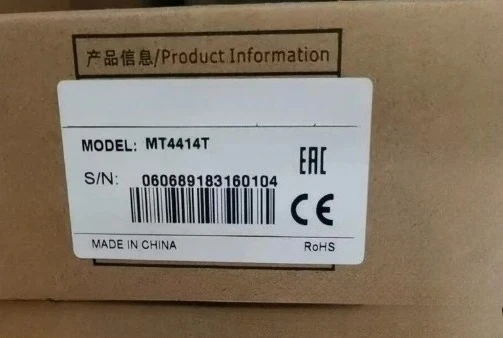 产品信息/Product Information
MODEL: MT4414T
EAC
S/N: 060689183160104
CE
MADE IN CHINA RoHS